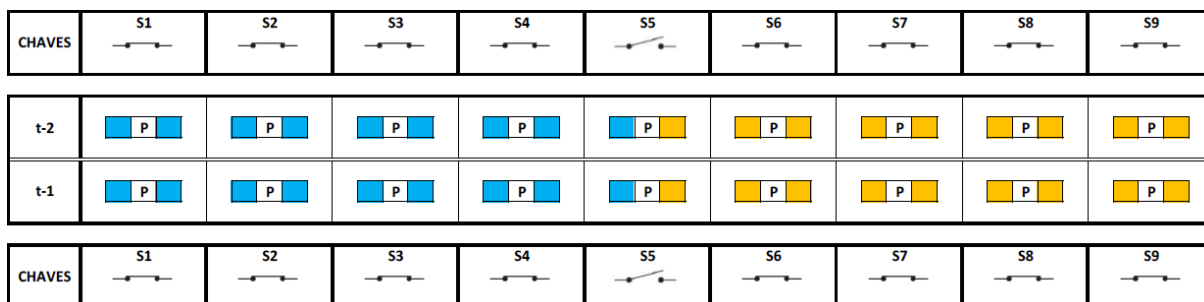 CHAVES S1 S2 S3 S4 S5 S6 S7 S8 S9
t-2 P P P P P P P P P
t-1 P P P P P P P P P
CHAVES S1 S2 S3 S4 S5 S6 S7 S8 S9